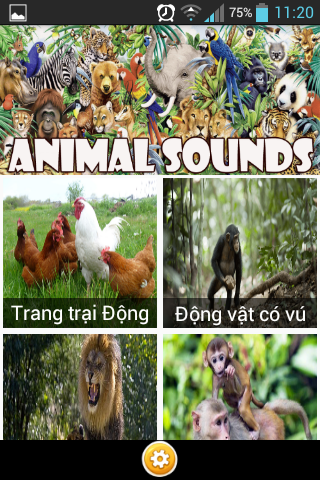 75% 11:20
ANIMAL SOUNDS
Trang trại Động
Động vật có vú